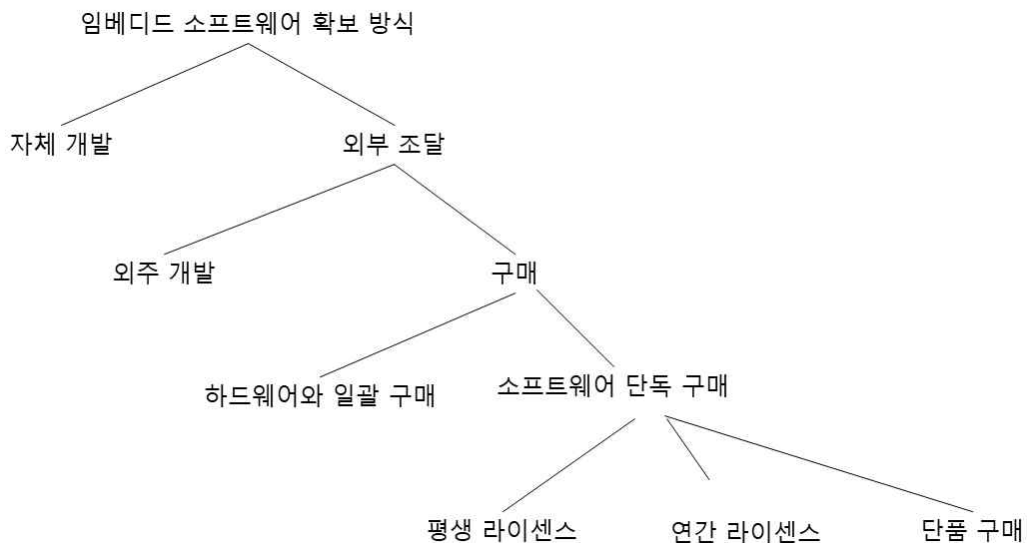 임베디드 소프트웨어 확보 방식
자체 개발
외부 조달
외주 개발
구매
하드웨어와 일괄 구매
소프트웨어 단독 구매
평생 라이센스
연간 라이센스
단품 구매